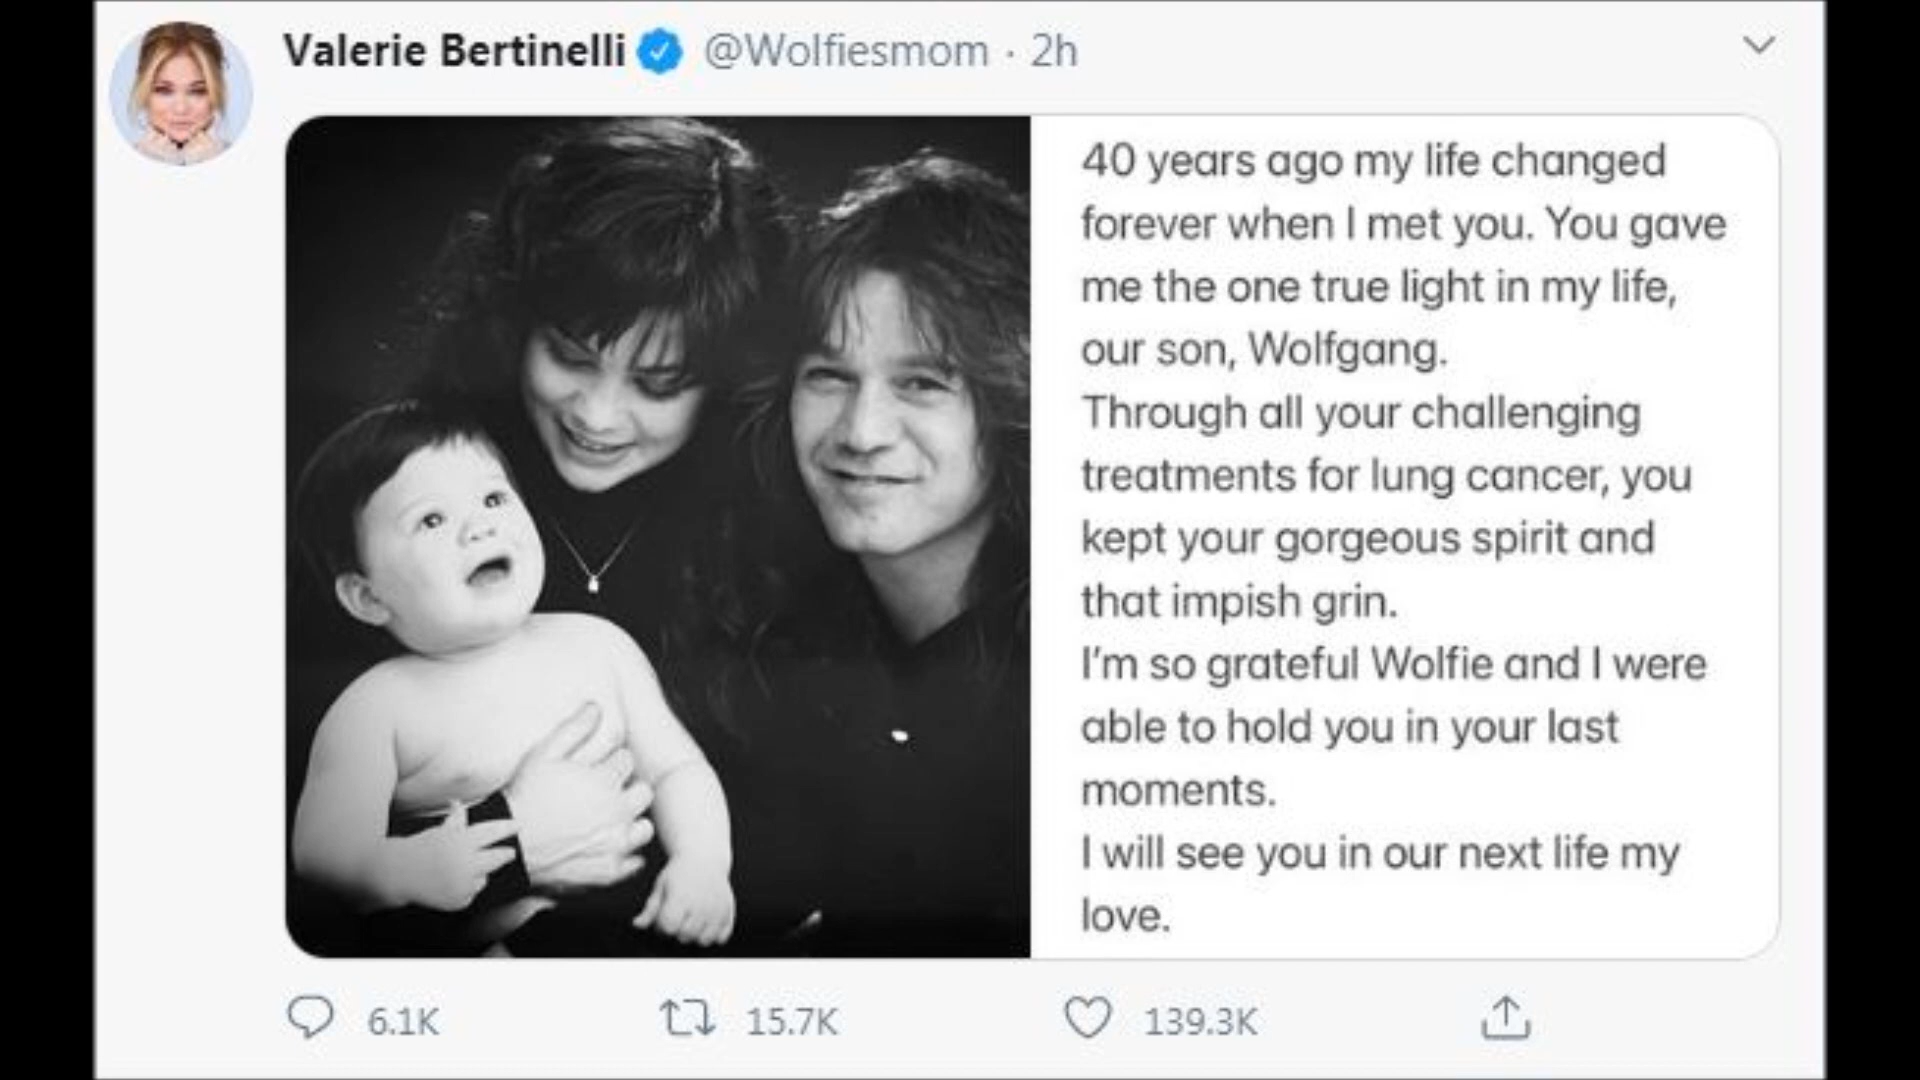 Valerie Bertinelli @Wolfiesmom · 2h
40 years ago my life changed
forever when I met you. You gave
me the one true light in my life,
our son, Wolfgang.
Through all your challenging
treatments for lung cancer, you
kept your gorgeous spirit and
that impish grin.
I'm so grateful Wolfie and I were
able to hold you in your last
moments.
I will see you in our next life my
love.
6.1K 15.7K 139.3K